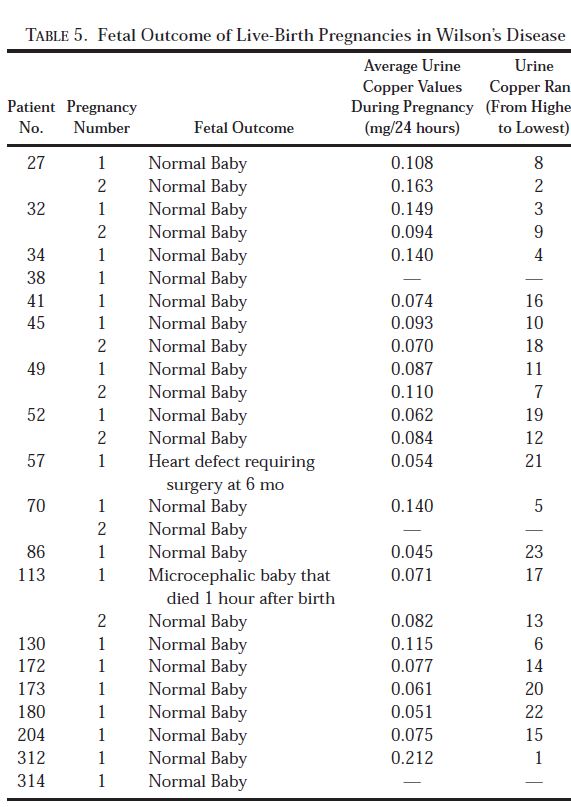 TABLE 5. Fetal Outcome of Live-Birth Pregnancies in Wilson's Disease
Average Urine Urine
Copper Values Copper Ran
Patient Pregnancy During Pregnancy (From Highe
No. Number Fetal Outcome (mg/24 hours) to Lowest)
27 1 Normal Baby 0.108 8
2 Normal Baby 0.163 2
32 1 Normal Baby 0.149 3
2 Normal Baby 0.094 9
34 1 Normal Baby 0.140 4
38 1 Normal Baby — —
41 1 Normal Baby 0.074 16
45 1 Normal Baby 0.093 10
2 Normal Baby 0.070 18
49 1 Normal Baby 0.087 11
2 Normal Baby 0.110 7
52 1 Normal Baby 0.062 19
2 Normal Baby 0.084 12
57 1 Heart defect requiring 0.054 21
surgery at 6 mo
70 1 Normal Baby 0.140 5
2 Normal Baby — —
86 1 Normal Baby 0.045 23
113 1 Microcephalic baby that 0.071 17
died 1 hour after birth
2 Normal Baby 0.082 13
130 1 Normal Baby 0.115 6
172 1 Normal Baby 0.077 14
173 1 Normal Baby 0.061 20
180 1 Normal Baby 0.051 22
204 1 Normal Baby 0.075 15
312 1 Normal Baby 0.212 1
314 1 Normal Baby — —